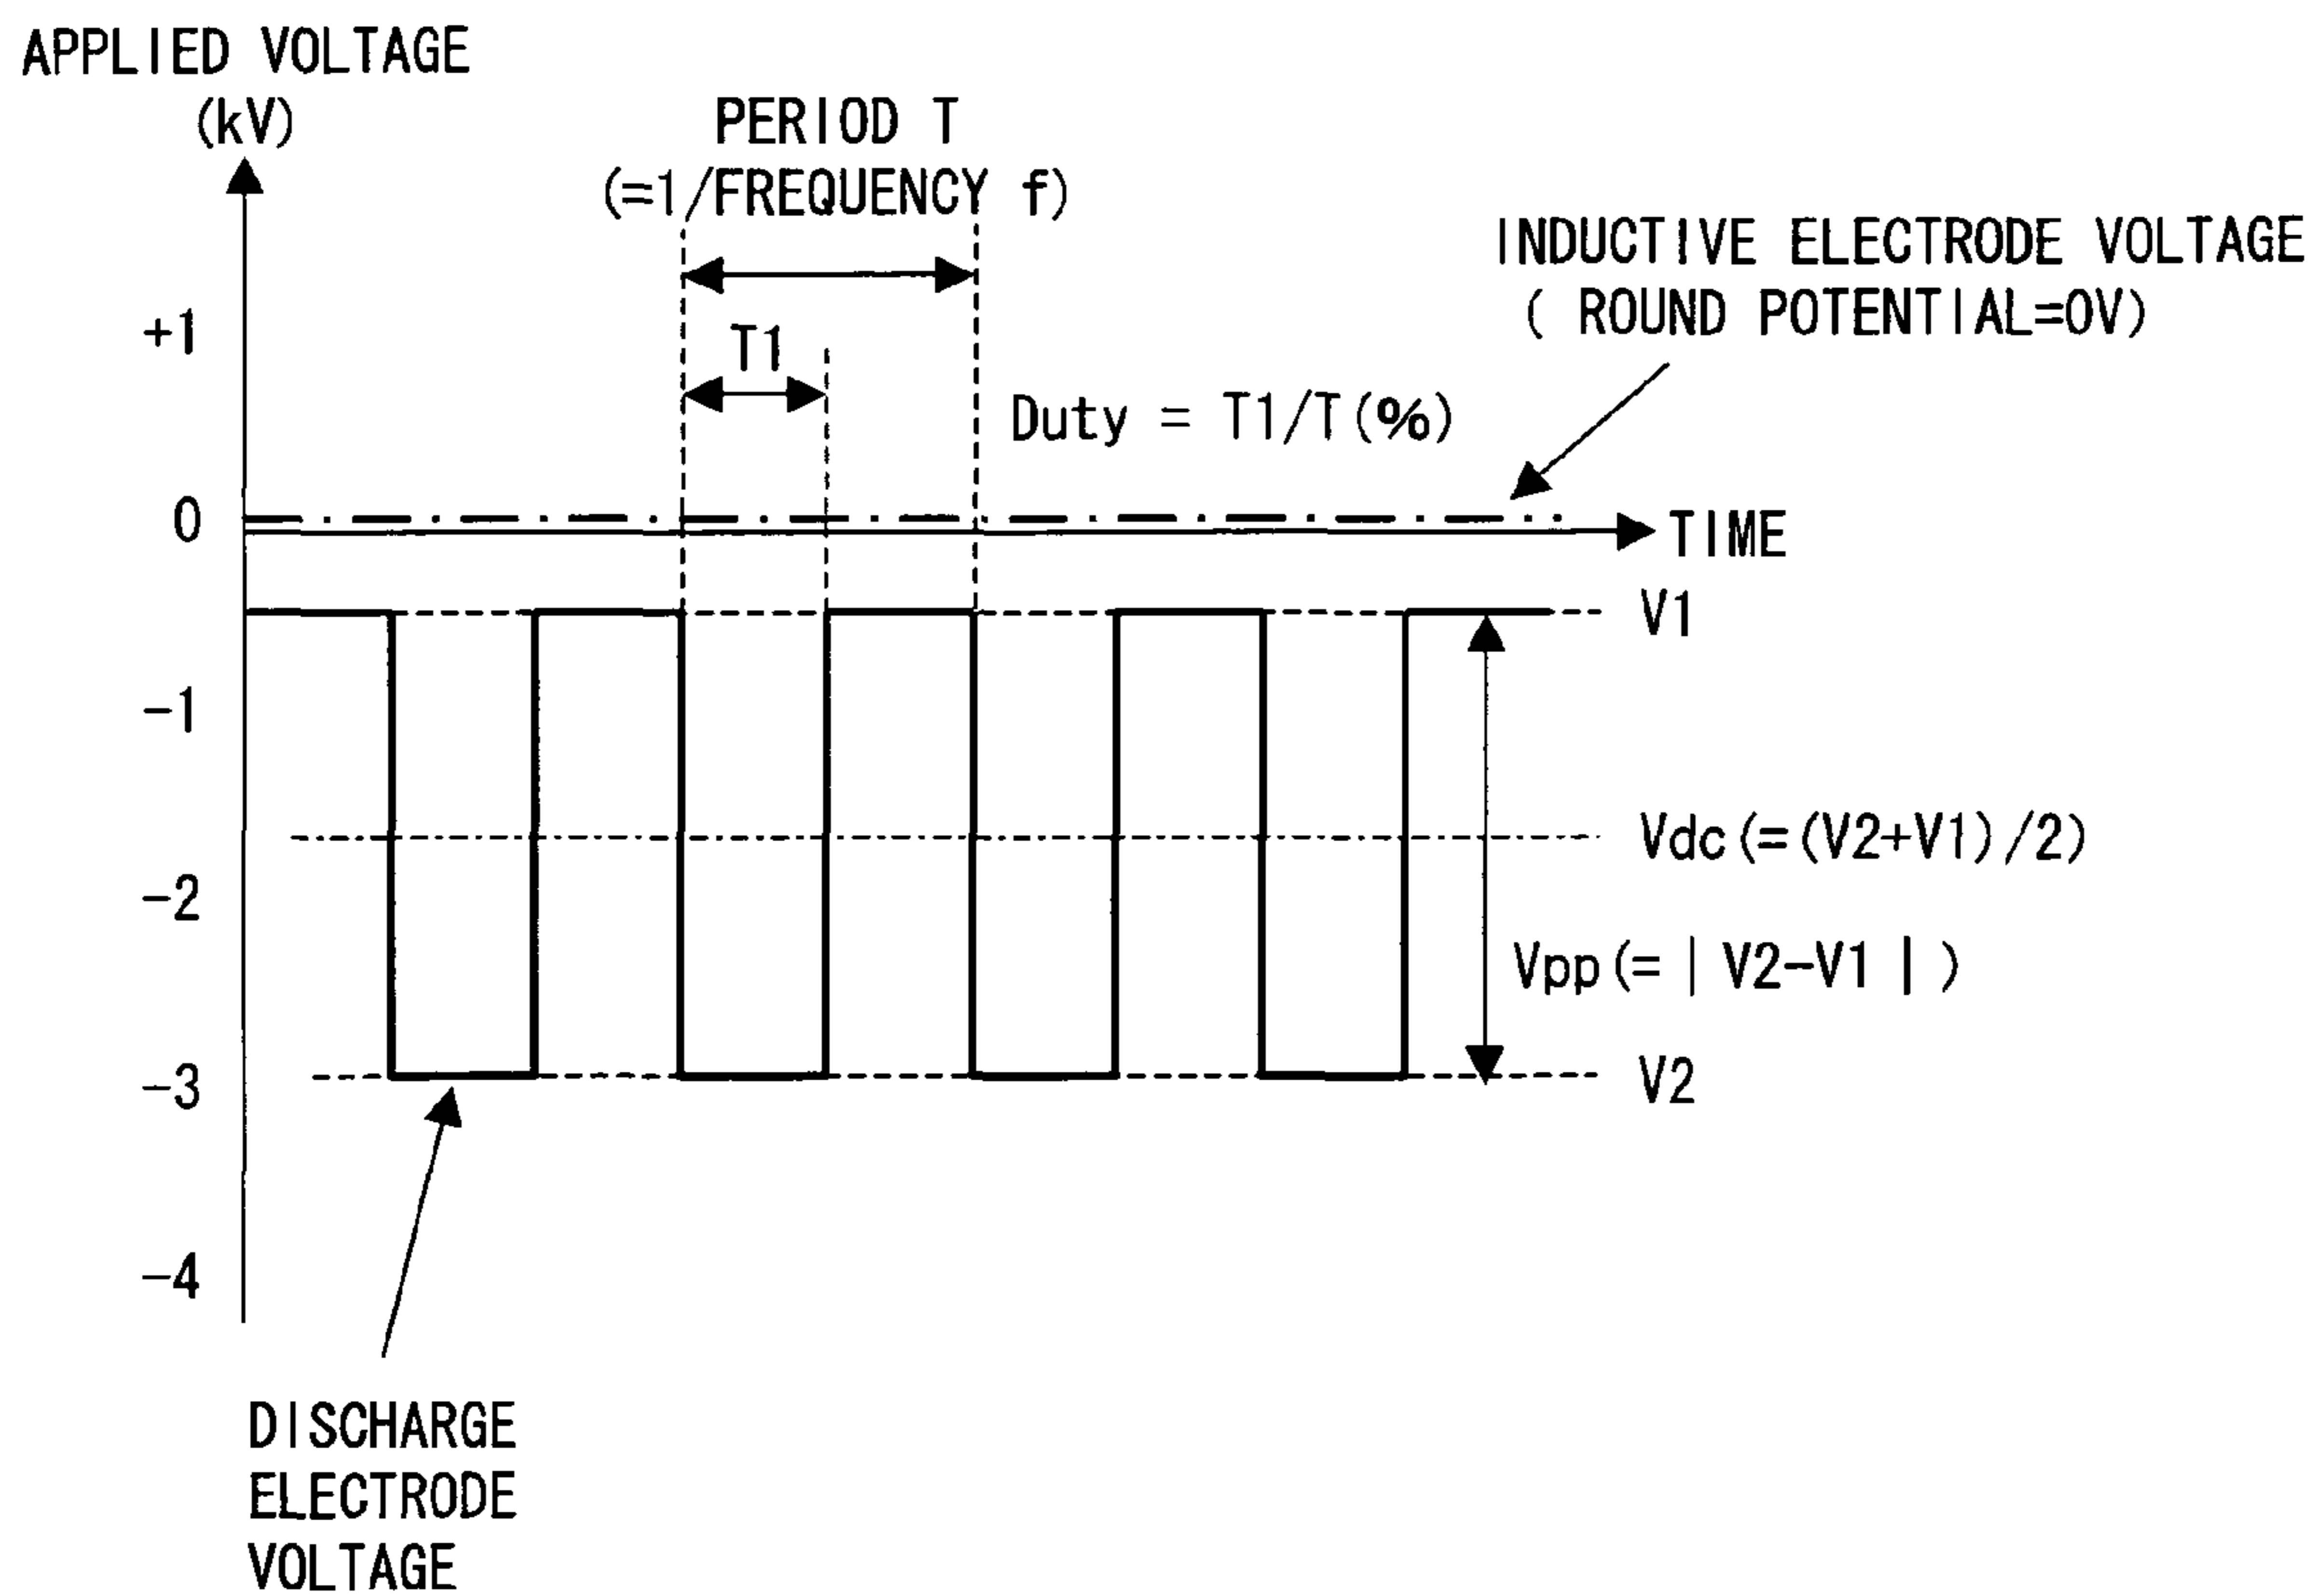 APPLIED VOLTAGE
(kV)
PERIOD T
(=1/FREQUENCY f)
INDUCTIVE ELECTRODE VOLTAGE
( ROUND POTENTIAL=0V)
+1
T1
Duty = T1/T(%)
0
TIME
V1
-1
Vdc(=(V2+V1)/2)
-2
Vpp(=|V2-V1|)
-3
V2
-4
DISCHARGE
ELECTRODE
VOLTAGE